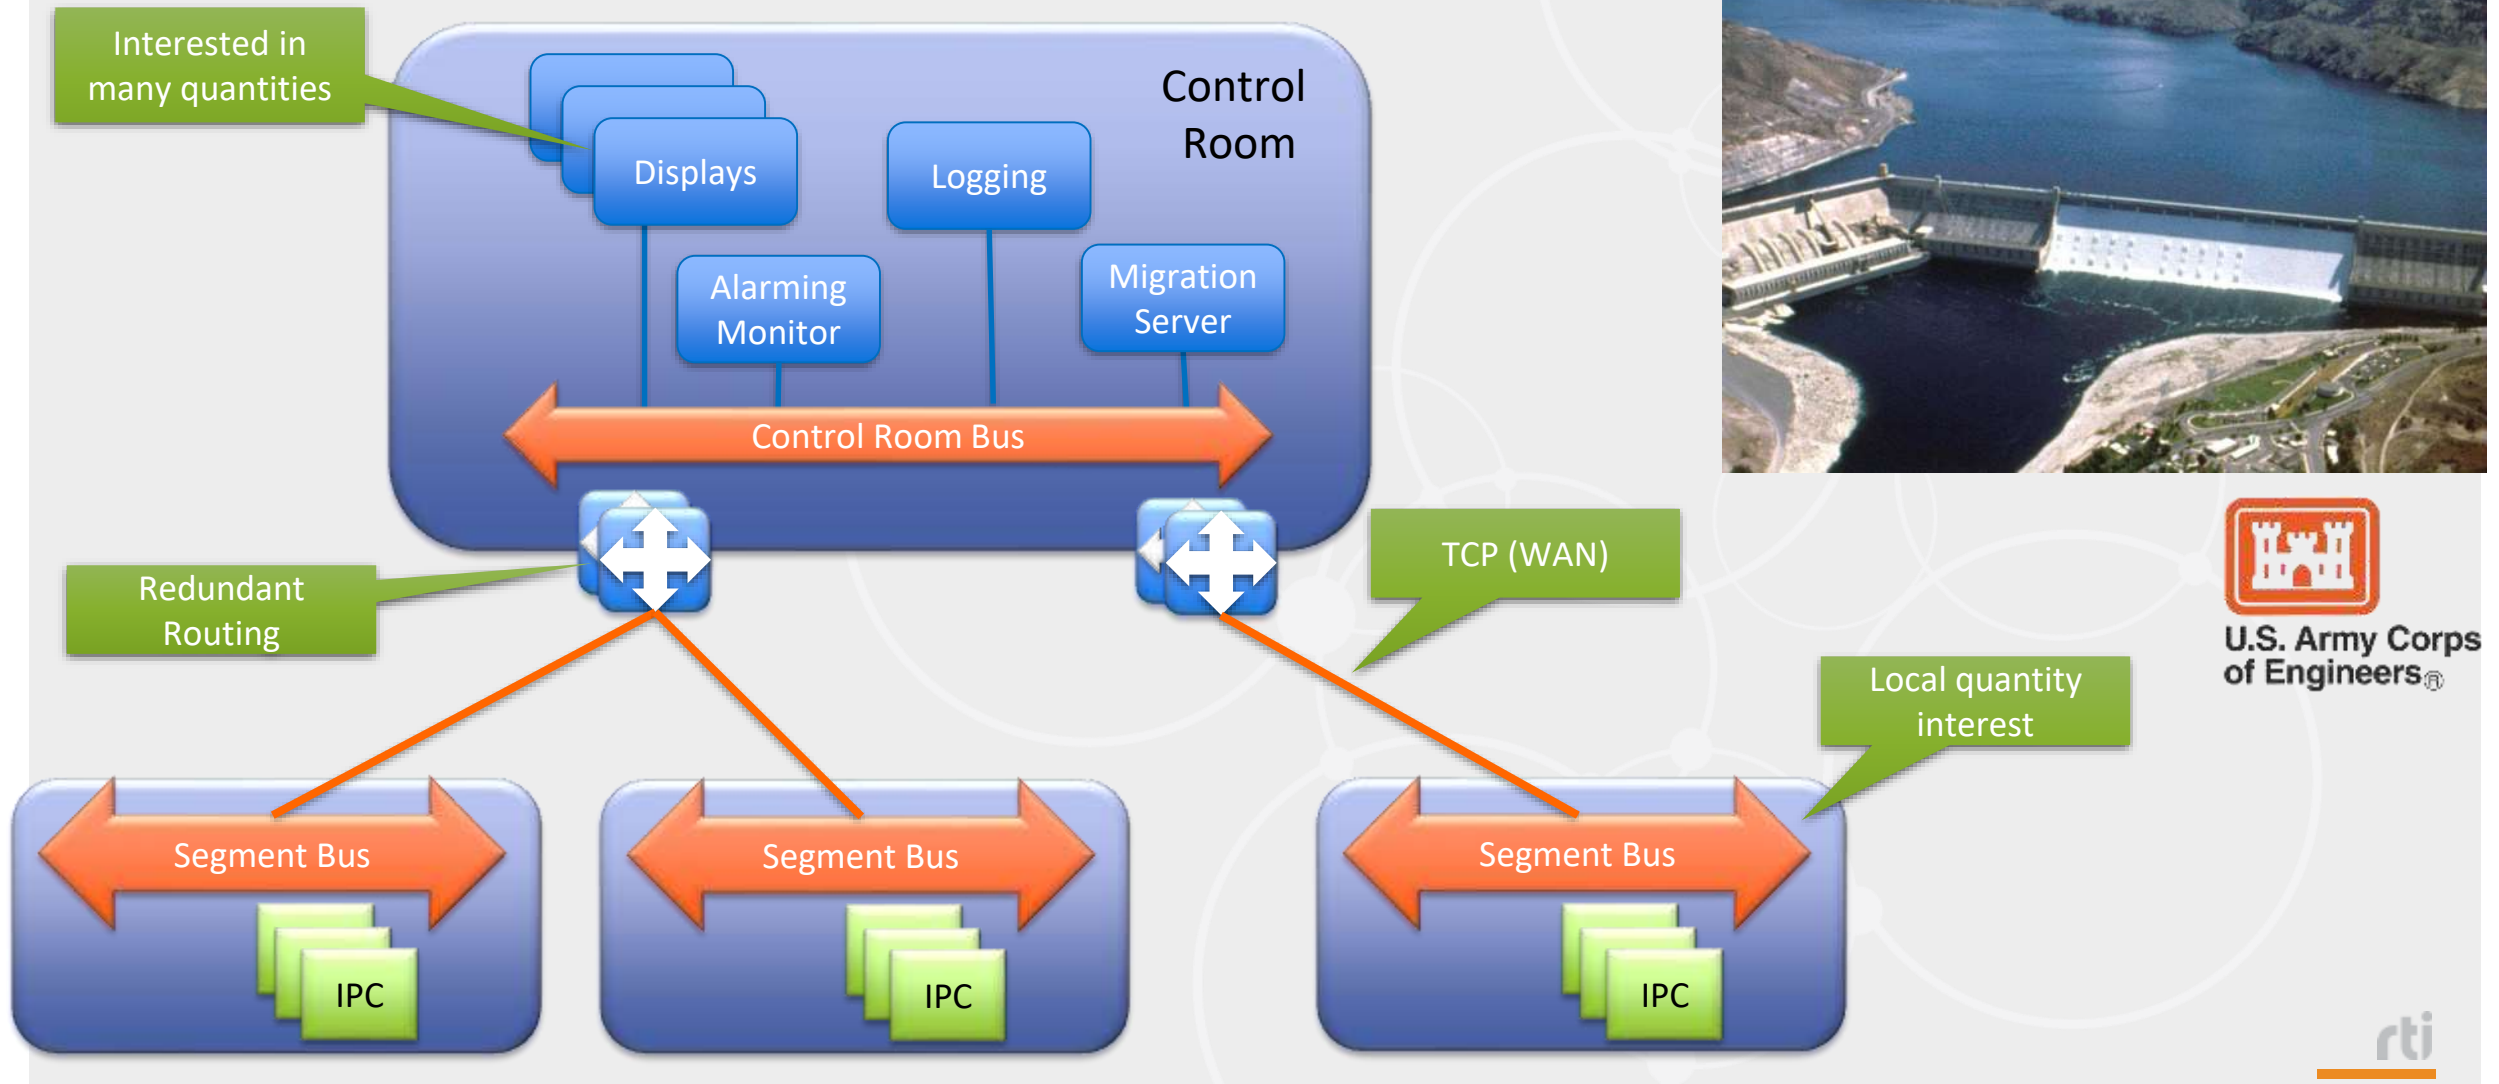 Interested in
many quantities
Control
Room
Displays
Logging
Alarming
Monitor
Migration
Server
Control Room Bus
Redundant
Routing
TCP (WAN)
U.S. Army Corps
of Engineers®
Local quantity
interest
Segment Bus
Segment Bus
Segment Bus
IPC
IPC
IPC
rti